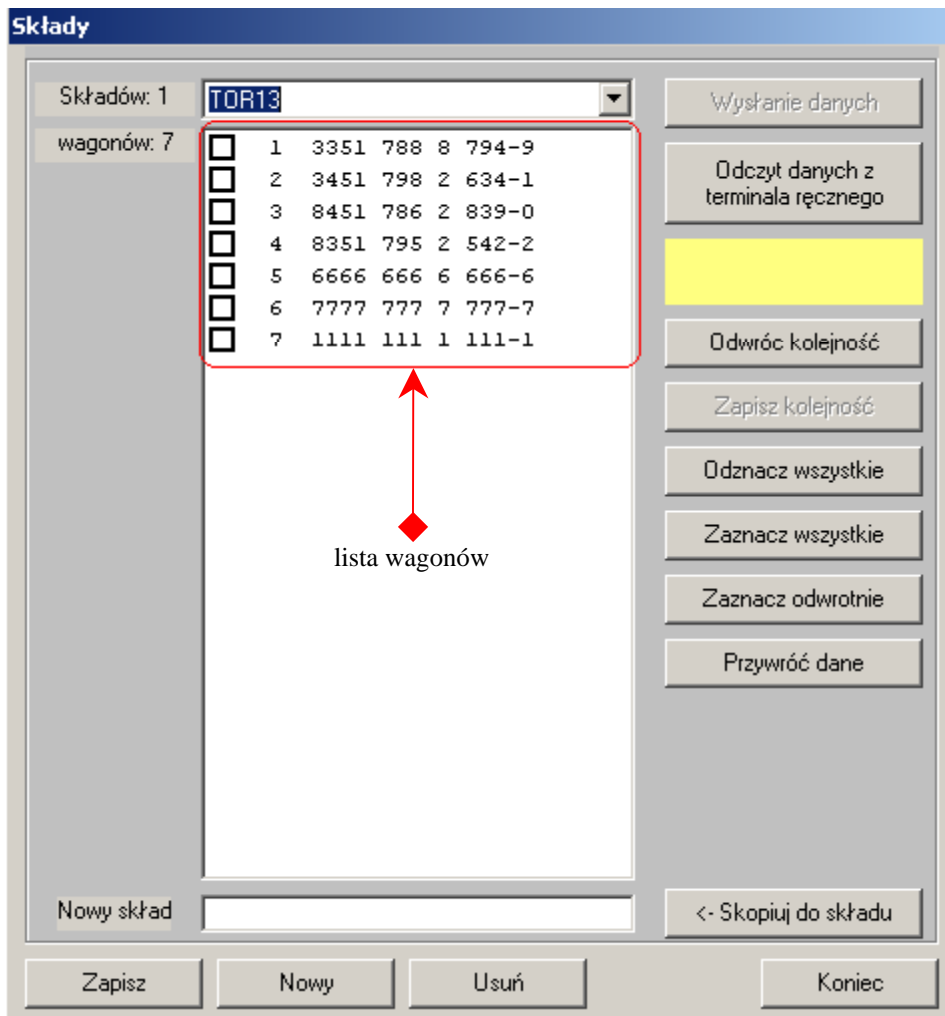 Składy
Składów: 1
TOR13
Wysłanie danych
wagonów: 7
1 3351 788 8 794-9
2 3451 798 2 634-1
3 8451 786 2 839-0
4 8351 795 2 542-2
5 6666 666 6 666-6
6 7777 777 7 777-7
7 1111 111 1 111-1
Odczyt danych z
terminala ręcznego
Odwróc kolejność
Zapisz kolejność
Odznacz wszystkie
Zaznacz wszystkie
lista wagonów
Zaznacz odwrotnie
Przywróć dane
Nowy skład
<- Skopiuj do składu
Zapisz
Nowy
Usuń
Koniec